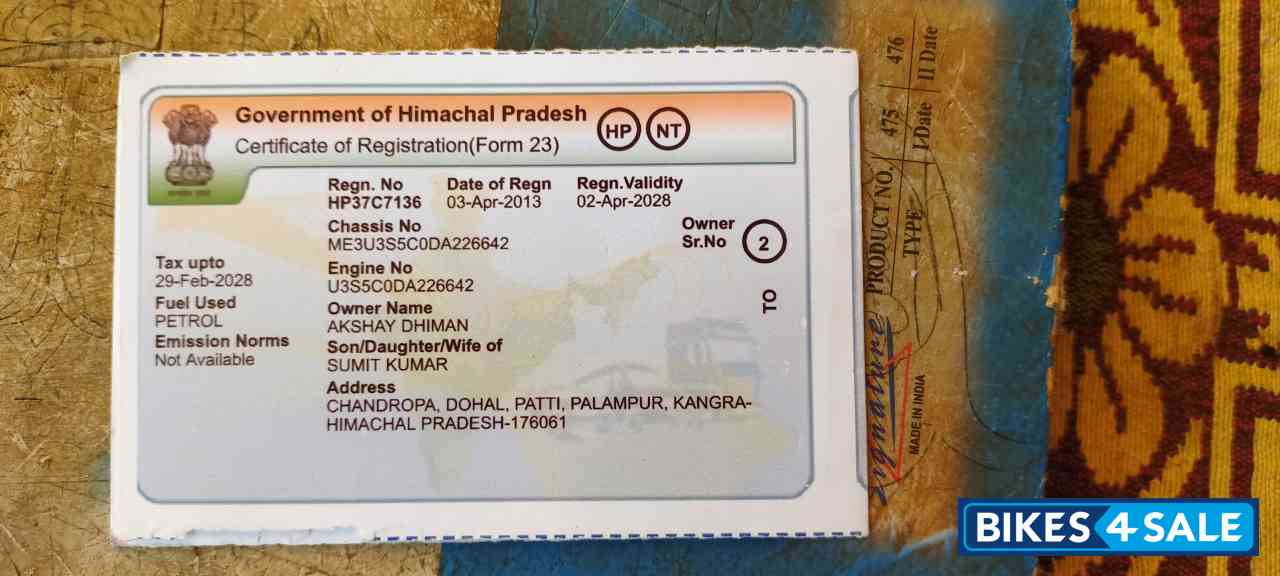 Government of Himachal Pradesh
Certificate of Registration(Form 23)
HP NT
Regn. No Date of Regn Regn.Validity
HP37C7136 03-Apr-2013 02-Apr-2028
Chassis No
ME3U3S5C0DA226642
Owner
Sr.No 2
Tax upto
29-Feb-2028
Engine No
U3S5C0DA226642
TO
Fuel Used
PETROL
Owner Name
AKSHAY DHIMAN
Emission Norms
Not Available
Son/Daughter/Wife of
SUMIT KUMAR
Address
CHANDROPA, DOHAL, PATTI, PALAMPUR, KANGRA-
HIMACHAL PRADESH-176061
PRODUCT NO. 475 476
TYPE I Date II Date
signature
MADE IN INDIA
BIKES4SALE